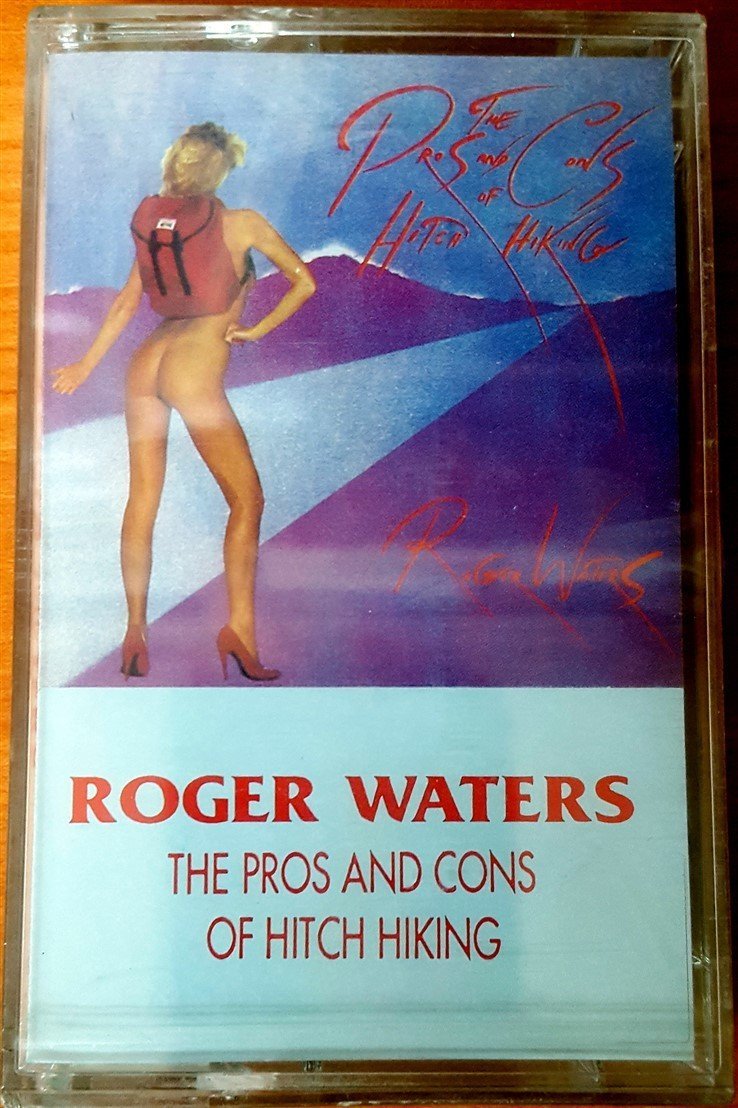 THE
PROS AND CONS
OF
HITCH HIKING
ROGER WATERS
ROGER WATERS
THE PROS AND CONS
OF HITCH HIKING